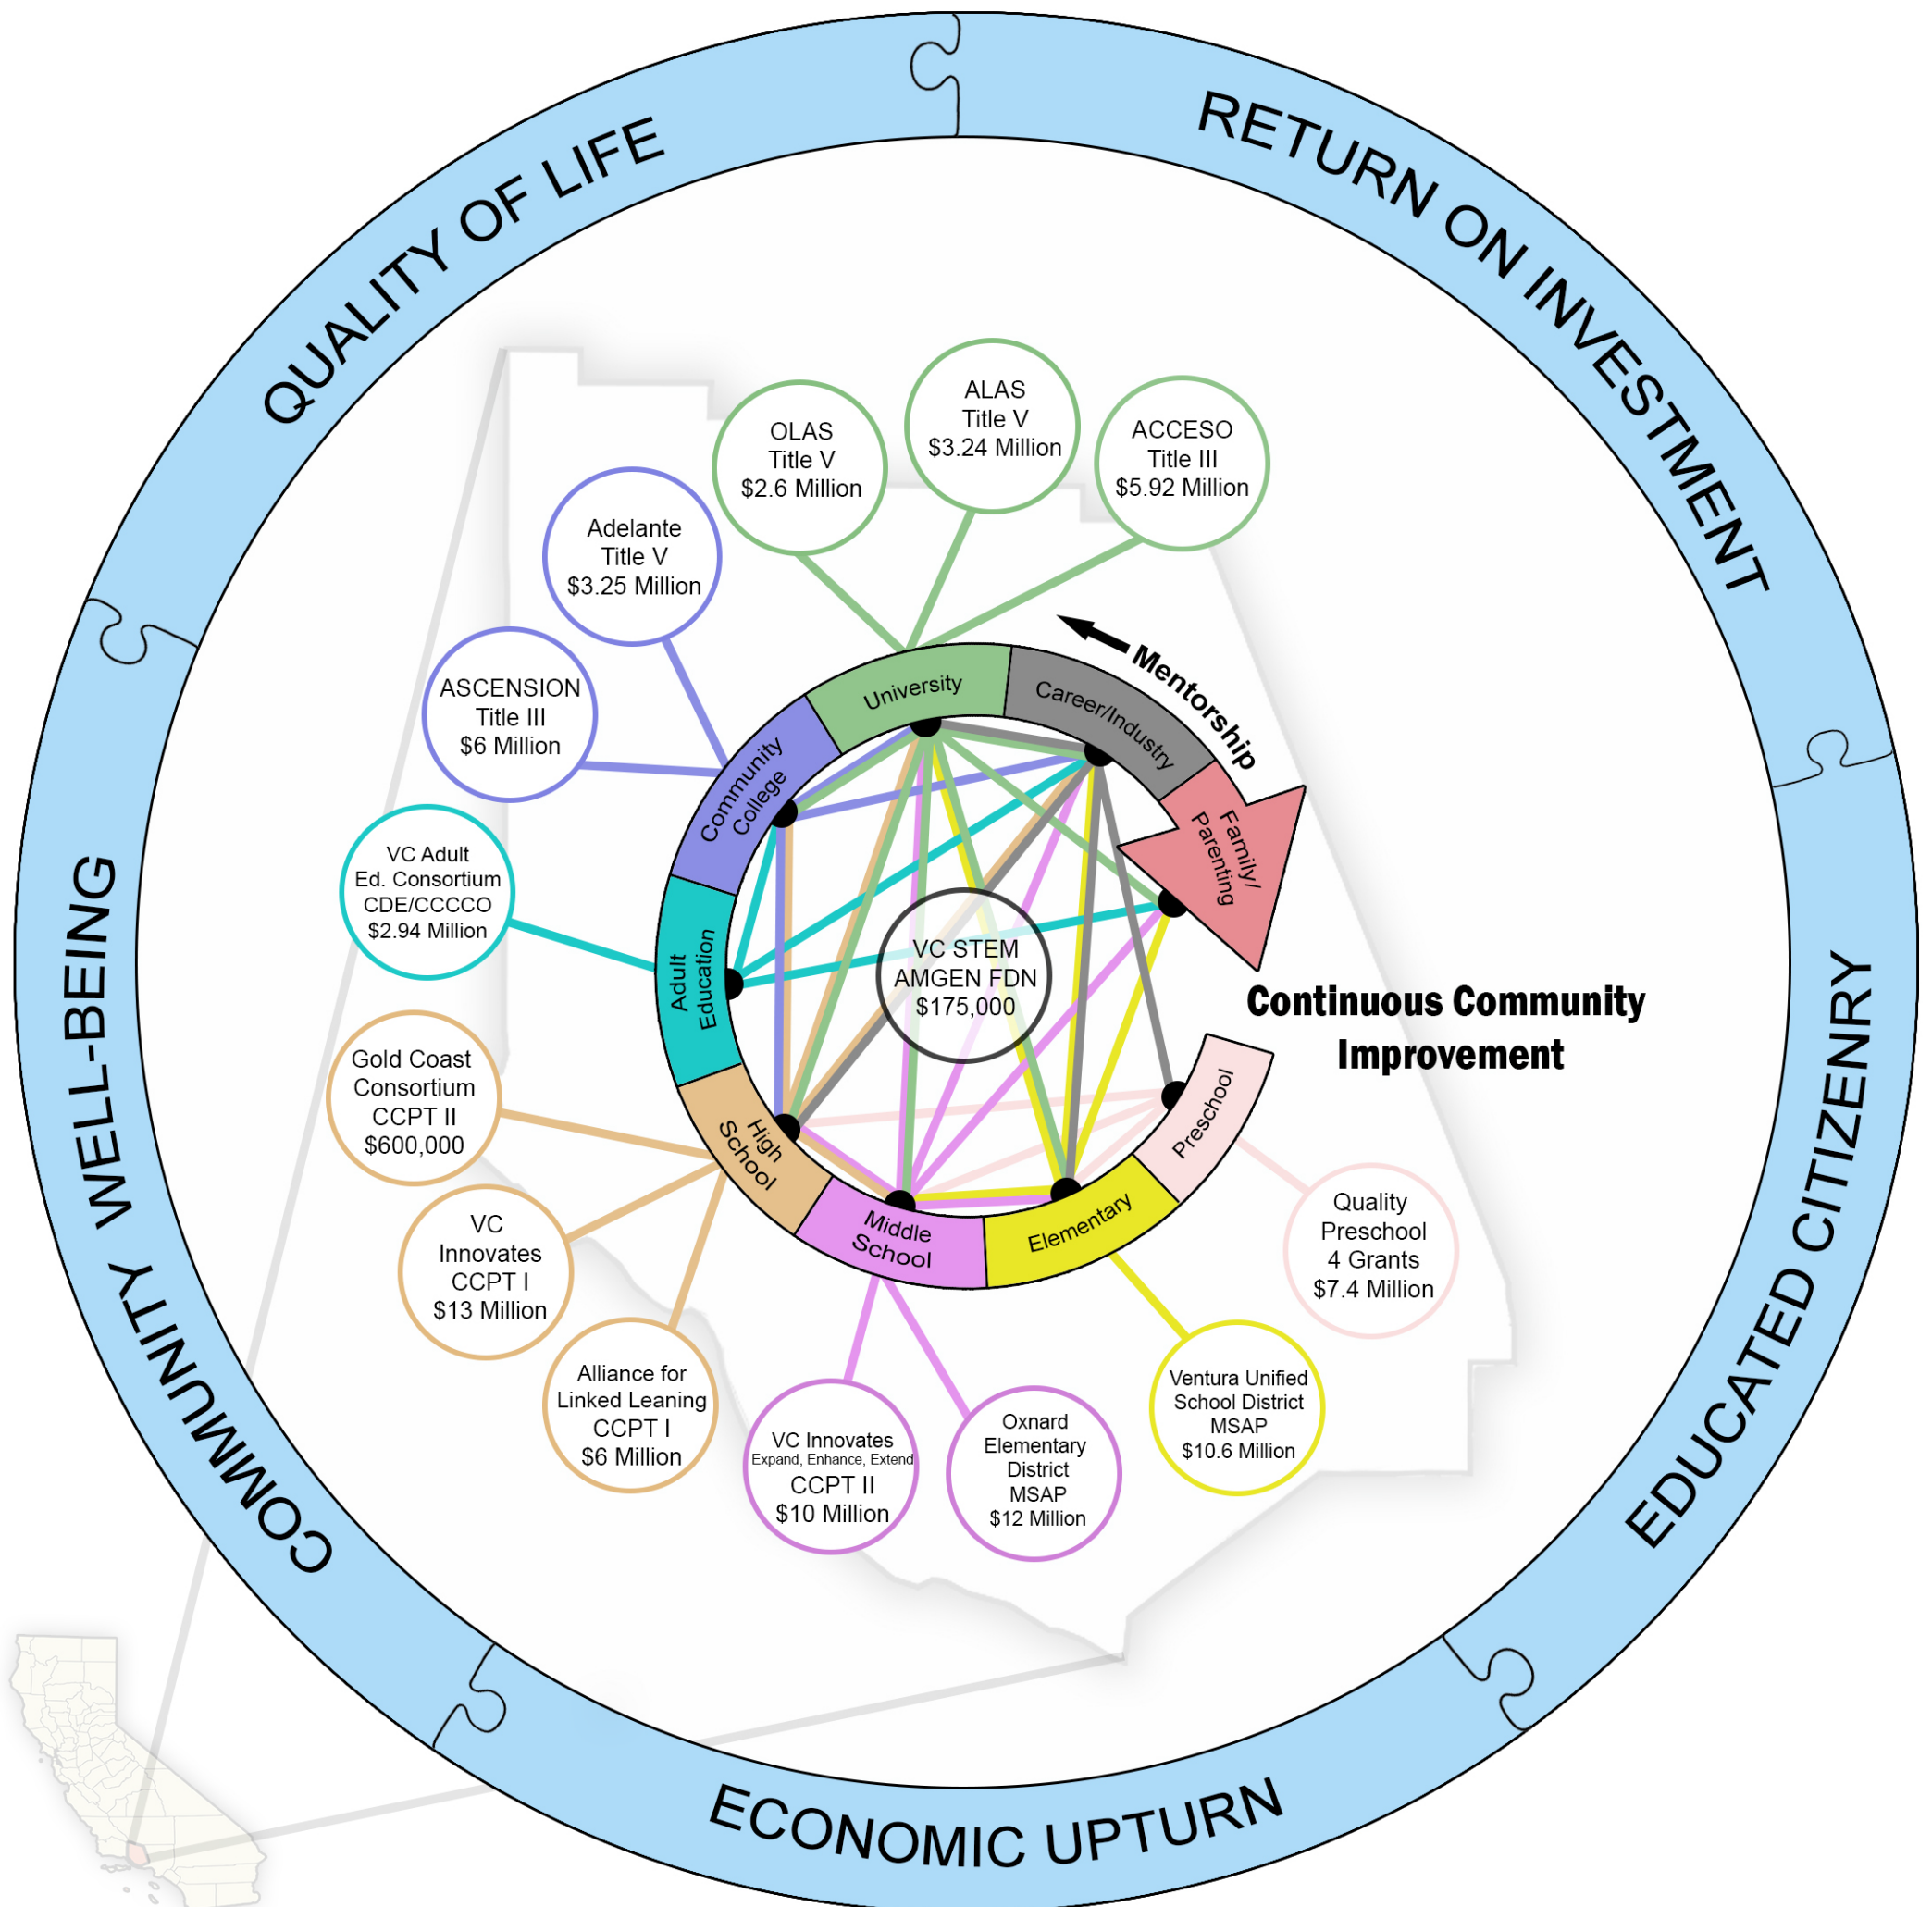 QUALITY OF LIFE
RETURN ON INVESTMENT
EDUCATED CITIZENRY
ECONOMIC UPTURN
COMMUNITY WELL-BEING
OLAS
Title V
$2.6 Million
ALAS
Title V
$3.24 Million
ACCESO
Title III
$5.92 Million
Adelante
Title V
$3.25 Million
ASCENSION
Title III
$6 Million
VC Adult
Ed. Consortium
CDE/CCCCO
$2.94 Million
Gold Coast
Consortium
CCPT II
$600,000
VC
Innovates
CCPT I
$13 Million
Alliance for
Linked Leaning
CCPT I
$6 Million
VC Innovates
Expand, Enhance, Extend
CCPT II
$10 Million
Oxnard
Elementary
District
MSAP
$12 Million
Ventura Unified
School District
MSAP
$10.6 Million
Quality
Preschool
4 Grants
$7.4 Million
Mentorship
University
Career/Industry
Family/
Parenting
Community
College
Adult
Education
High
School
Middle
School
Elementary
Preschool
VC STEM
AMGEN FDN
$175,000
Continuous Community
Improvement